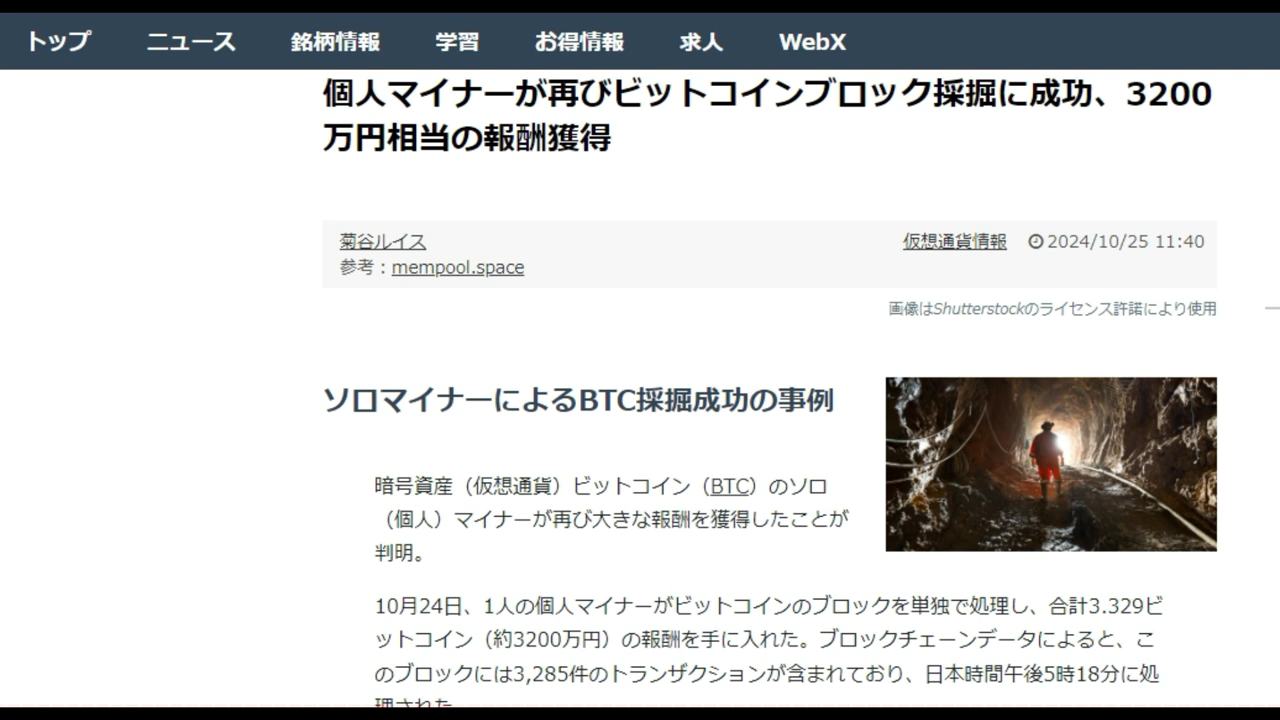 トップ ニュース 銘柄情報 学習 お得情報 求人 WebX
個人マイナーが再びビットコインブロック採掘に成功、3200
万円相当の報酬獲得
菊谷ルイス 仮想通貨情報 2024/10/25 11:40
参考：mempool.space
画像はShutterstockのライセンス許諾により使用
ソロマイナーによるBTC採掘成功の事例
暗号資産（仮想通貨）ビットコイン（BTC）のソロ
（個人）マイナーが再び大きな報酬を獲得したことが
判明。
10月24日、1人の個人マイナーがビットコインのブロックを単独で処理し、合計3.329ビ
ットコイン（約3200万円）の報酬を手に入れた。ブロックチェーンデータによると、こ
のブロックには3,285件のトランザクションが含まれており、日本時間午後5時18分に処
理された